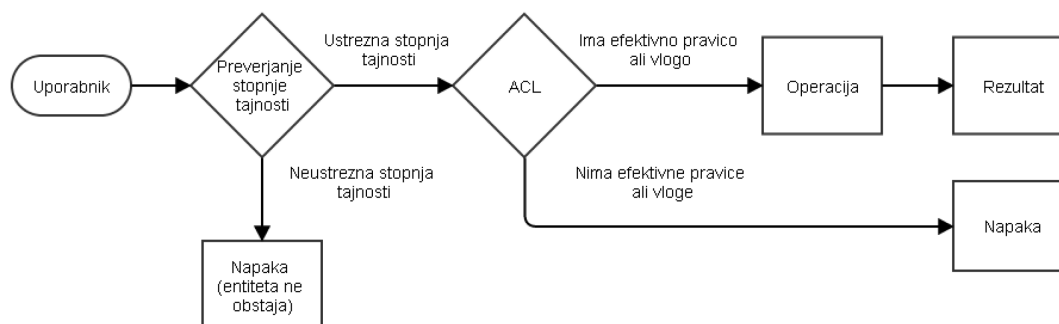 Uporabnik
Preverjanje
stopnje
tajnosti
Ustrezna stopnja
tajnosti
ACL
Ima efektivno pravico
ali vlogo
Operacija
Rezultat
Neustrezna stopnja
tajnosti
Nima efektivne pravice
ali vloge
Napaka
Napaka
(entiteta ne
obstaja)